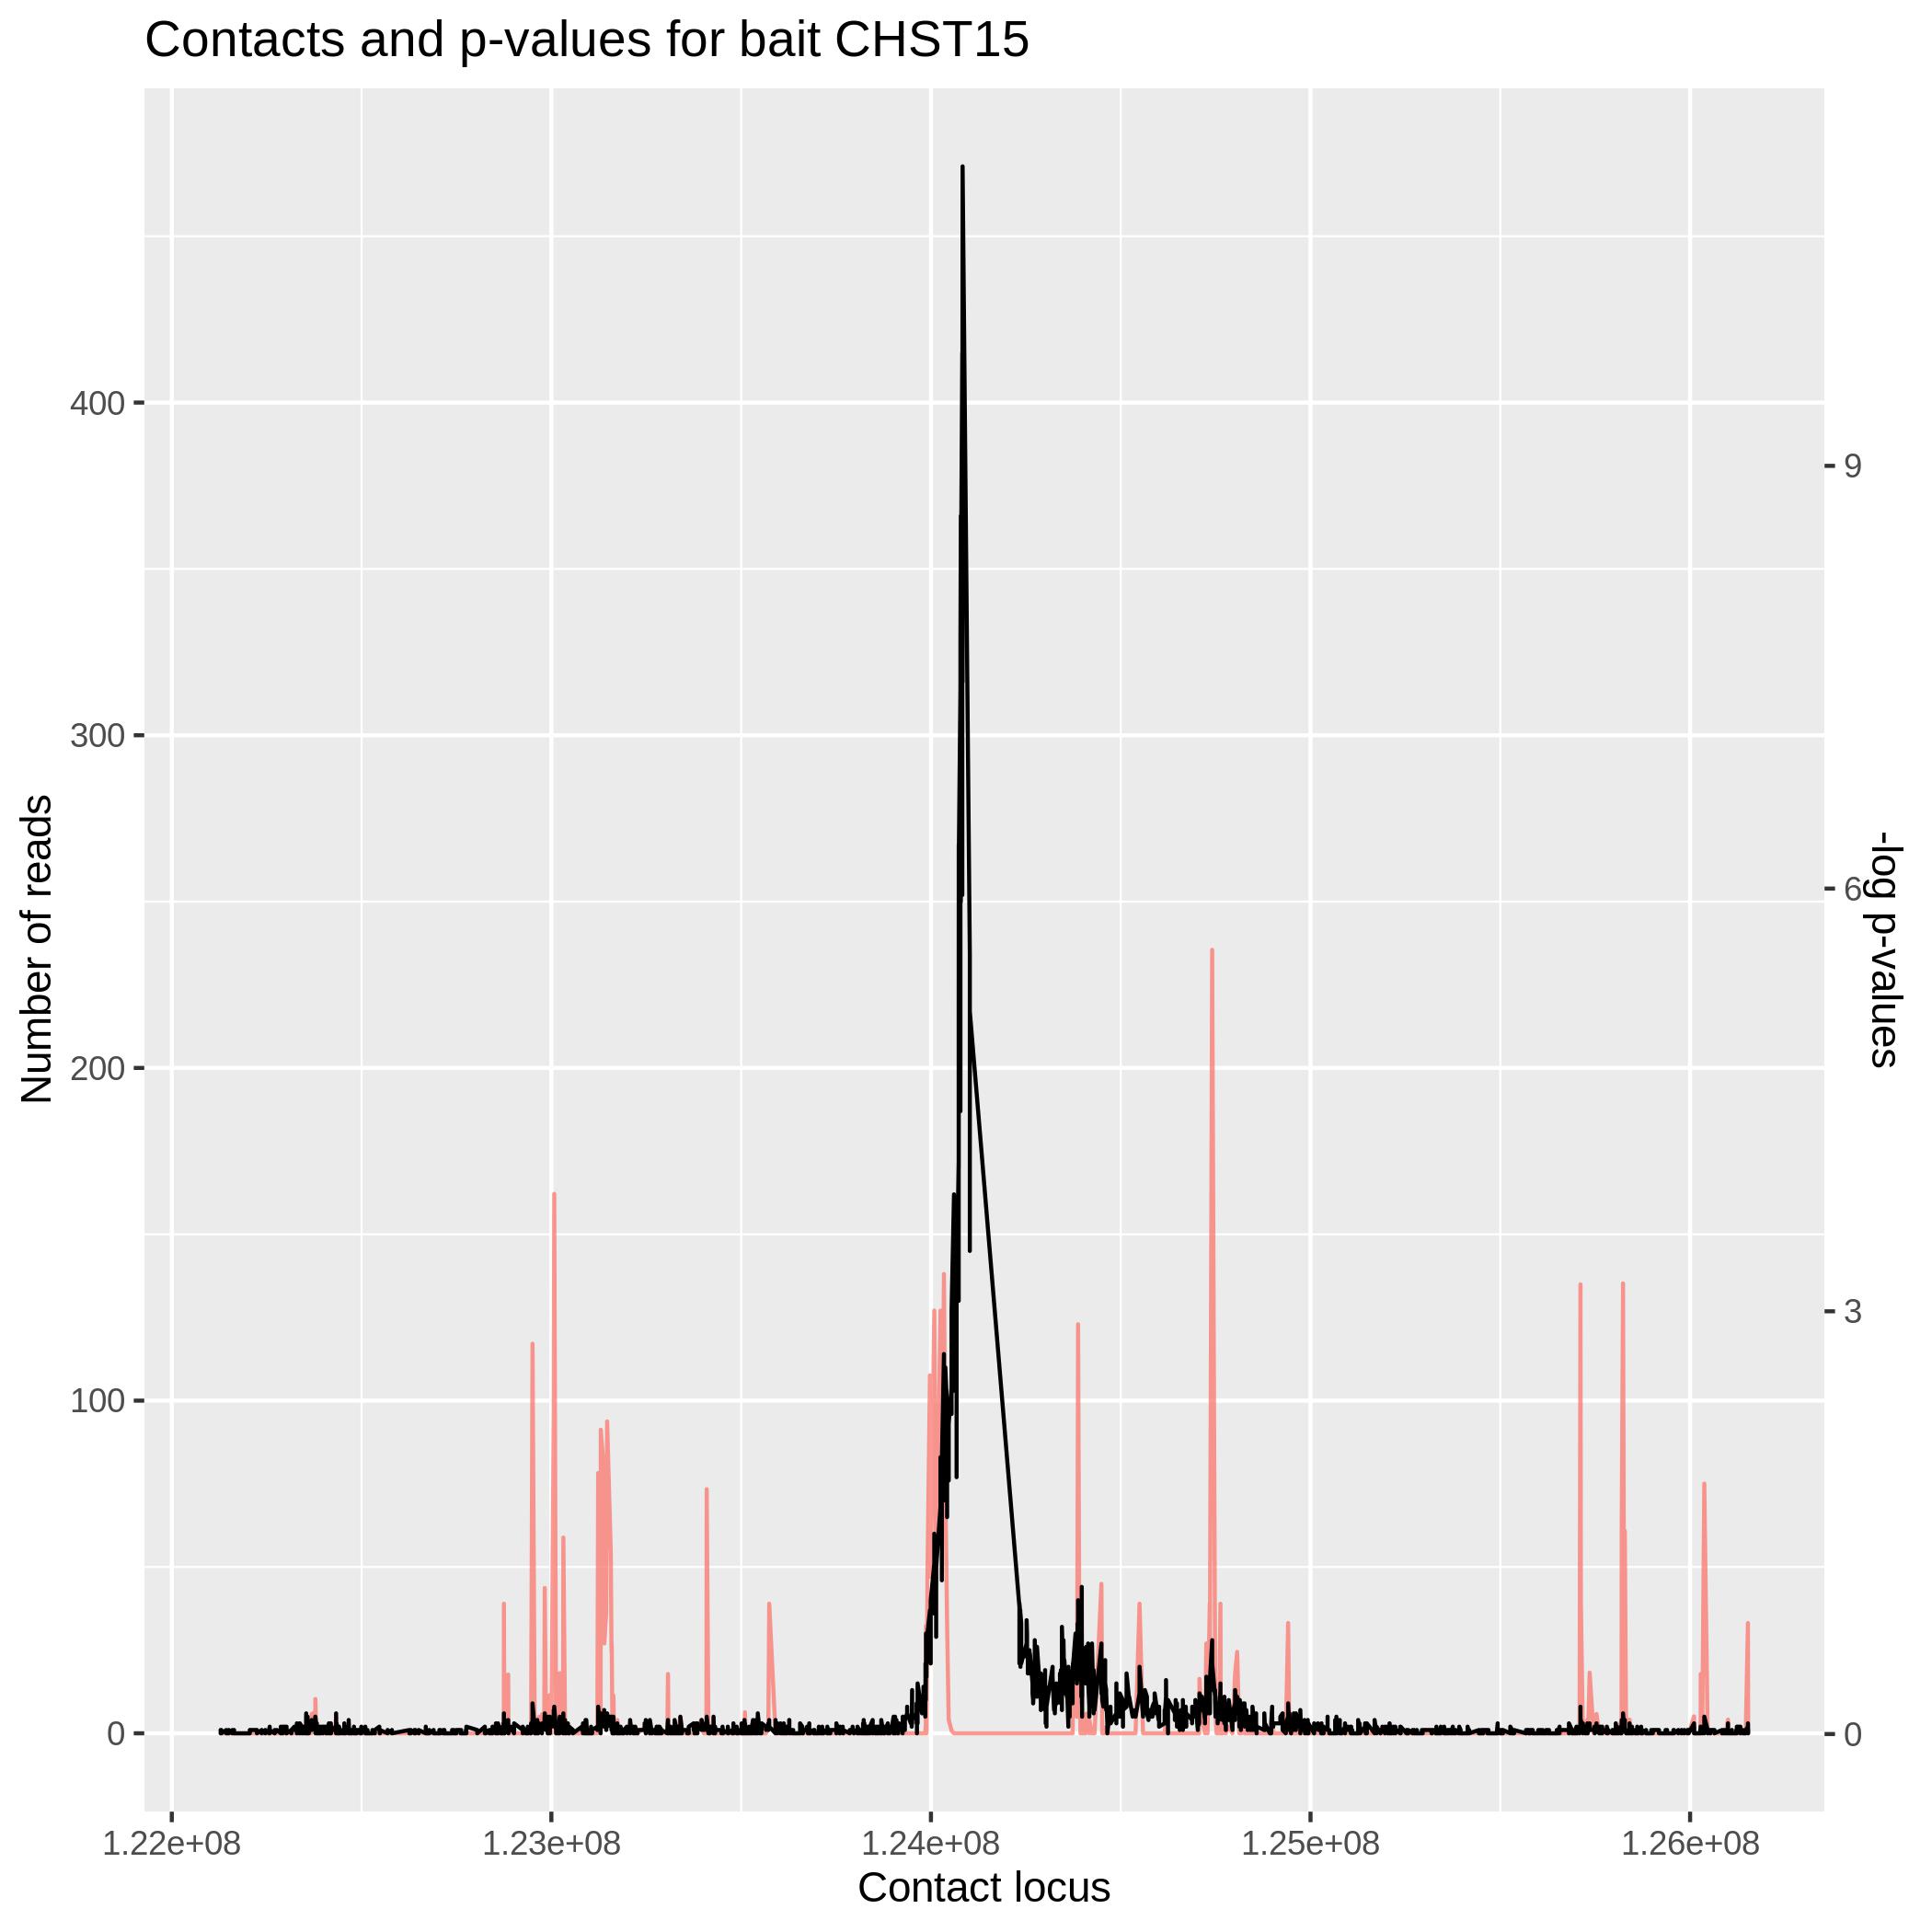 Contacts and p-values for bait CHST15
Number of reads
400
300
200
100
0
9
6
3
0
-log p-values
1.22e+08 1.23e+08 1.24e+08 1.25e+08 1.26e+08
Contact locus